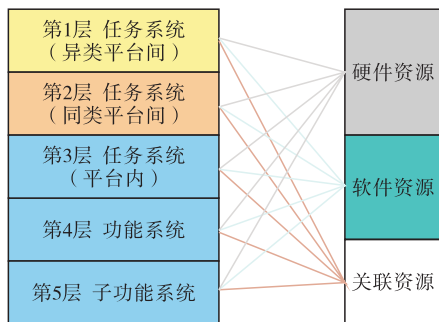 第1层 任务系统
（异类平台间）
第2层 任务系统
（同类平台间）
第3层 任务系统
（平台内）
第4层 功能系统
第5层 子功能系统
硬件资源
软件资源
关联资源